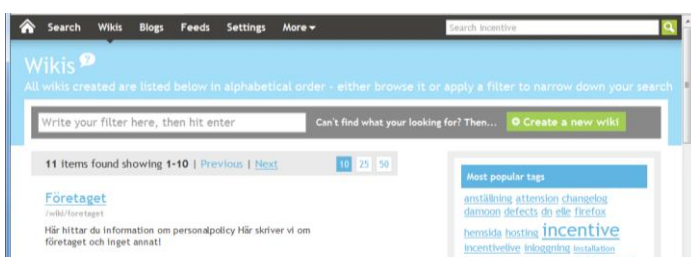 Search Wikis Blogs Feeds Settings More
Search Incentive
Wikis ?
All wikis created are listed below in alphabetical order - either browse it or apply a filter to narrow down your search
Write your filter here, then hit enter
Can't find what your looking for? Then... Create a new wiki
11 items found showing 1-10 | Previous | Next 10 25 50
Företaget
/wiki/foretaget
Här hittar du information om personalpolicy Här skriver vi om
företaget och inget annat!
Most popular tags
anställning attension changelog
damoon defects dn elle firefox
hemsida hosting incentive
incentivelive inloggning installation